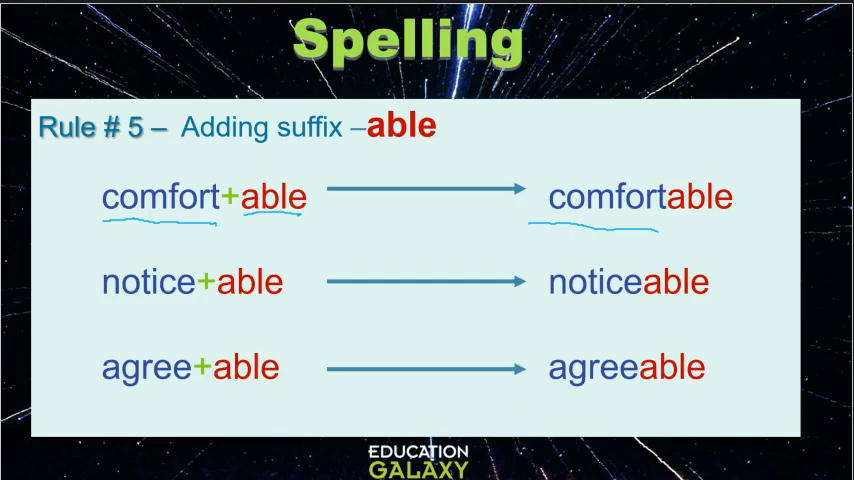 Spelling
Rule # 5 – Adding suffix –able
comfort+able comfortable
notice+able noticeable
agree+able agreeable
EDUCATION
GALAXY